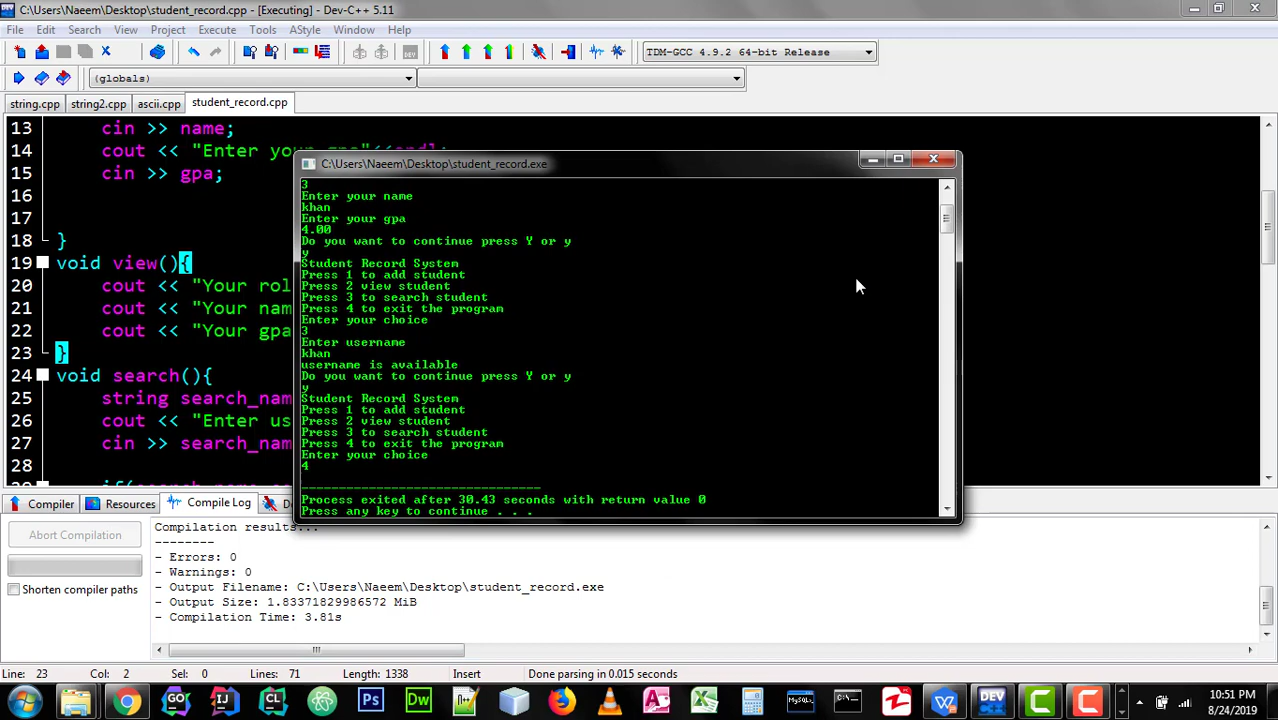 C:\Users\Naeem\Desktop\student_record.cpp - [Executing] - Dev-C++ 5.11
File Edit Search View Project Execute Tools AStyle Window Help
TDM-GCC 4.9.2 64-bit Release
(globals)
string.cpp string2.cpp ascii.cpp student_record.cpp
13 cin >> name;
14 cout << "Enter your gpa"<<endl;
15 cin >> gpa;
16
17
18 }
19 void view(){
20 cout << "Your rol
21 cout << "Your nam
22 cout << "Your gpa
23 }
24 void search(){
25 string search_nam
26 cout << "Enter us
27 cin >> search_nam
28
C:\Users\Naeem\Desktop\student_record.exe
3
Enter your name
khan
Enter your gpa
4.00
Do you want to continue press Y or y
y
Student Record System
Press 1 to add student
Press 2 view student
Press 3 to search student
Press 4 to exit the program
Enter your choice
3
Enter username
khan
username is available
Do you want to continue press Y or y
y
Student Record System
Press 1 to add student
Press 2 view student
Press 3 to search student
Press 4 to exit the program
Enter your choice
4
--------------------------------
Process exited after 30.43 seconds with return value 0
Press any key to continue . . .
Compiler Resources Compile Log
Abort Compilation
Shorten compiler paths
Compilation results...
--------
- Errors: 0
- Warnings: 0
- Output Filename: C:\Users\Naeem\Desktop\student_record.exe
- Output Size: 1.83371829986572 MiB
- Compilation Time: 3.81s
Line: 23 Col: 2 Sel: 0 Lines: 71 Length: 1338 Insert Done parsing in 0.015 seconds
10:51 PM
8/24/2019